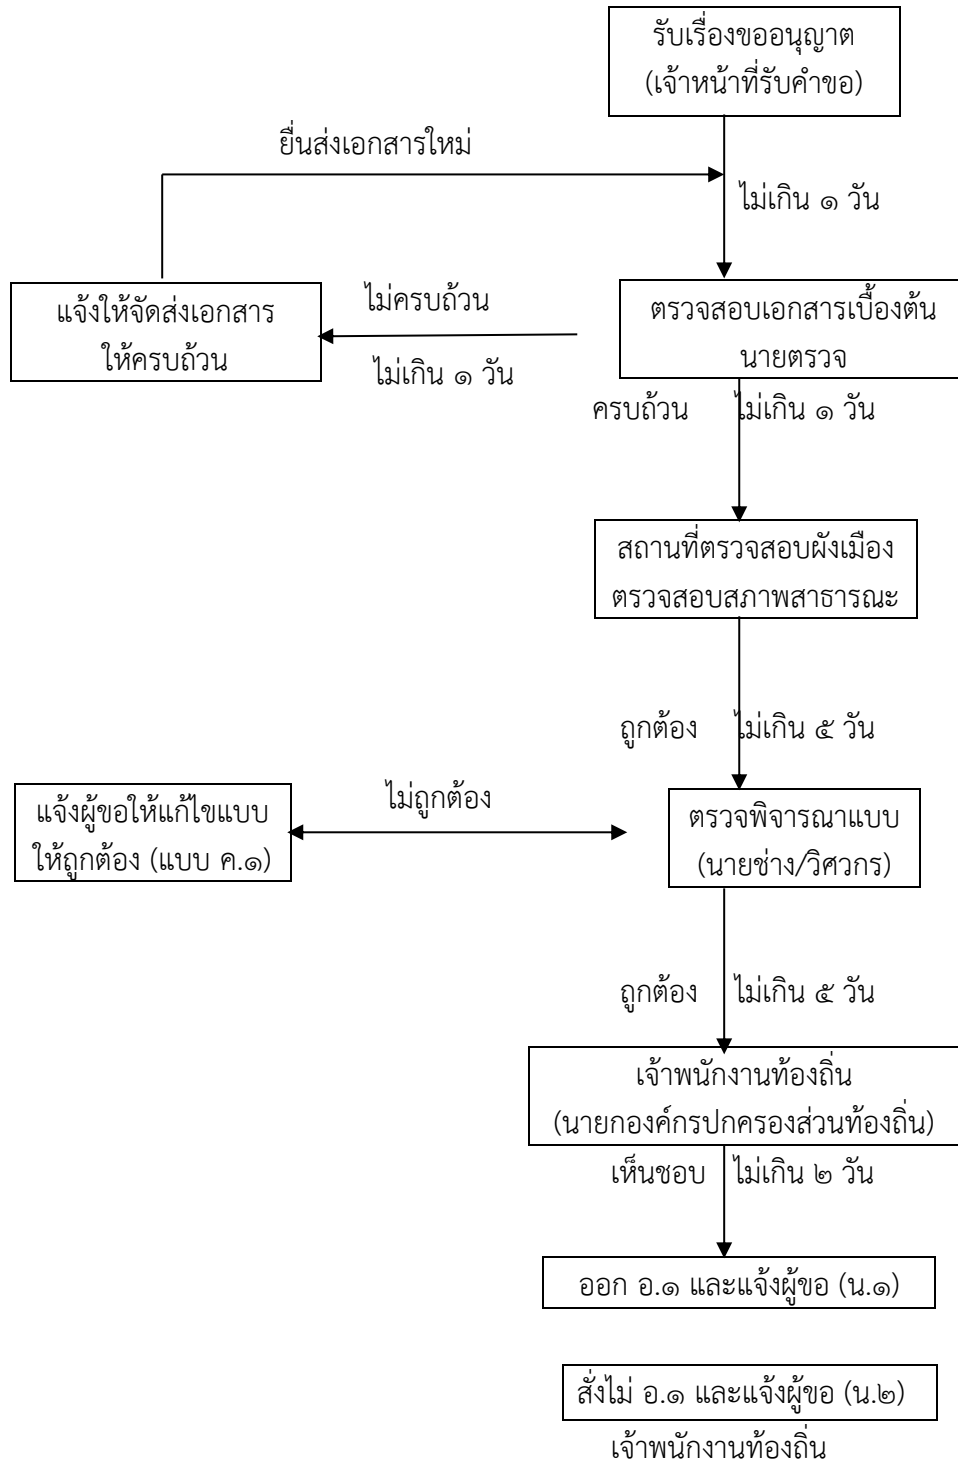 รับเรื่องขออนุญาต
(เจ้าหน้าที่รับคำขอ)
ยื่นส่งเอกสารใหม่
ไม่เกิน ๑ วัน
แจ้งให้จัดส่งเอกสาร
ให้ครบถ้วน
ไม่ครบถ้วน
ไม่เกิน ๑ วัน
ตรวจสอบเอกสารเบื้องต้น
นายตรวจ
ครบถ้วน ไม่เกิน ๑ วัน
สถานที่ตรวจสอบผังเมือง
ตรวจสอบสภาพสาธารณะ
ถูกต้อง ไม่เกิน ๕ วัน
แจ้งผู้ขอให้แก้ไขแบบ
ให้ถูกต้อง (แบบ ค.๑)
ไม่ถูกต้อง
ตรวจพิจารณาแบบ
(นายช่าง/วิศวกร)
ถูกต้อง ไม่เกิน ๕ วัน
เจ้าพนักงานท้องถิ่น
(นายกองค์กรปกครองส่วนท้องถิ่น)
เห็นชอบ ไม่เกิน ๒ วัน
ออก อ.๑ และแจ้งผู้ขอ (น.๑)
สั่งไม่ อ.๑ และแจ้งผู้ขอ (น.๒)
เจ้าพนักงานท้องถิ่น